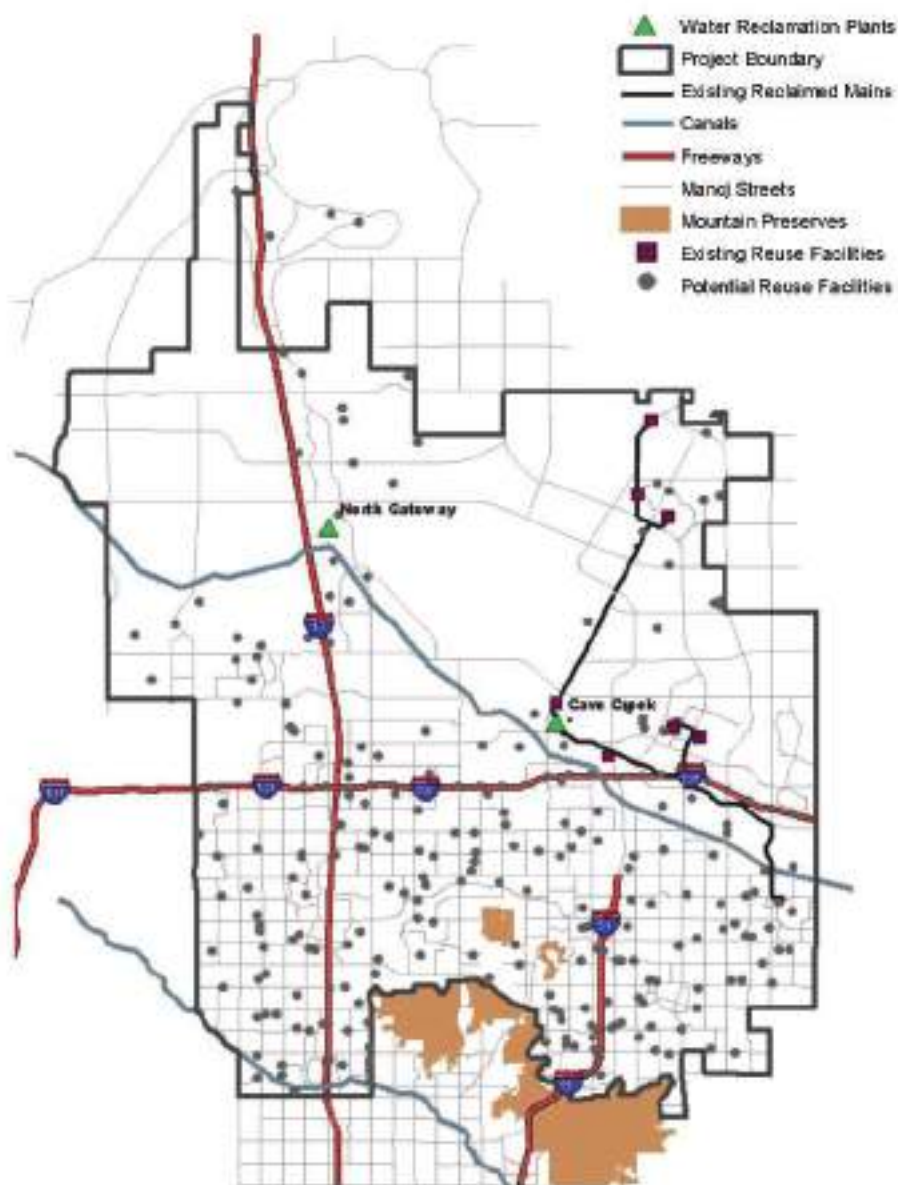 Water Reclamation Plants
Project Boundary
Existing Reclaimed Mains
Canals
Freeways
Manoj Streets
Mountain Preserves
Existing Reuse Facilities
Potential Reuse Facilities
North Gateway
Cave Creek